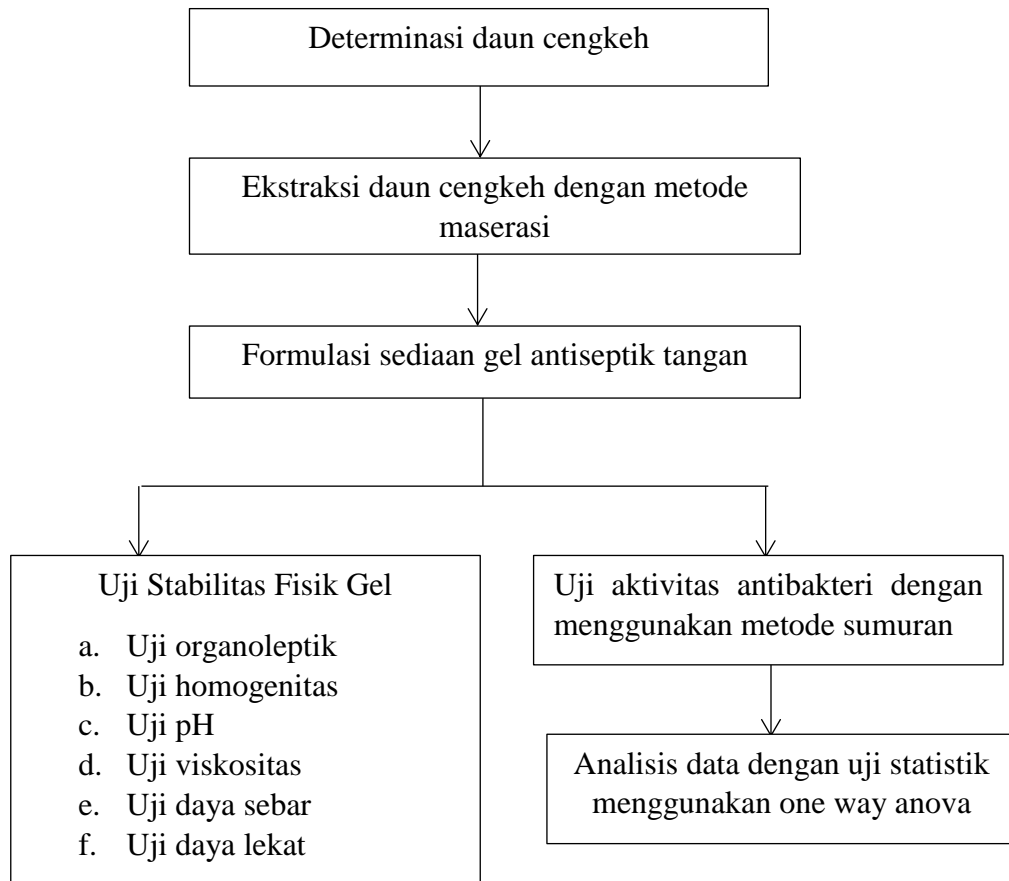 Determinasi daun cengkeh
Ekstraksi daun cengkeh dengan metode
maserasi
Formulasi sediaan gel antiseptik tangan
Uji Stabilitas Fisik Gel
a. Uji organoleptik
b. Uji homogenitas
c. Uji pH
d. Uji viskositas
e. Uji daya sebar
f. Uji daya lekat
Uji aktivitas antibakteri dengan
menggunakan metode sumuran
Analisis data dengan uji statistik
menggunakan one way anova